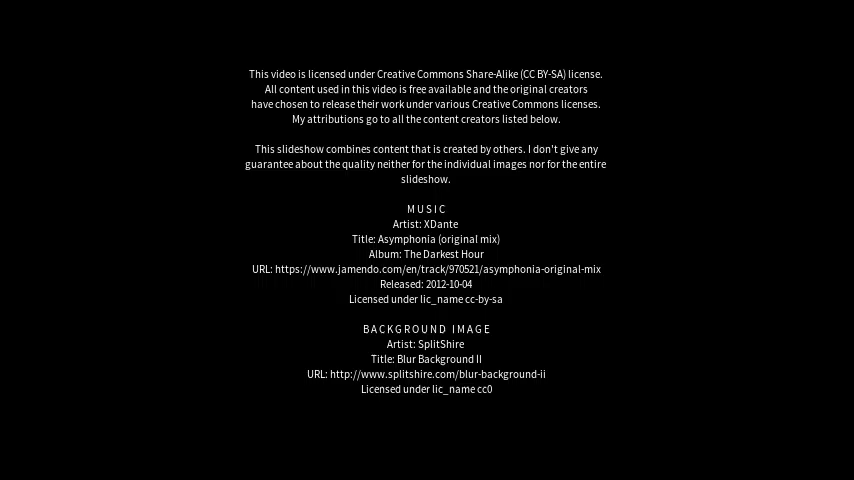 This video is licensed under Creative Commons Share-Alike (CC BY-SA) license.
All content used in this video is free available and the original creators
have chosen to release their work under various Creative Commons licenses.
My attributions go to all the content creators listed below.
This slideshow combines content that is created by others. I don't give any
guarantee about the quality neither for the individual images nor for the entire
slideshow.
MUSIC
Artist: XDante
Title: Asymphonia (original mix)
Album: The Darkest Hour
URL: https://www.jamendo.com/en/track/970521/asymphonia-original-mix
Released: 2012-10-04
Licensed under lic_name cc-by-sa
BACKGROUND IMAGE
Artist: SplitShire
Title: Blur Background II
URL: http://www.splitshire.com/blur-background-ii
Licensed under lic_name cc0